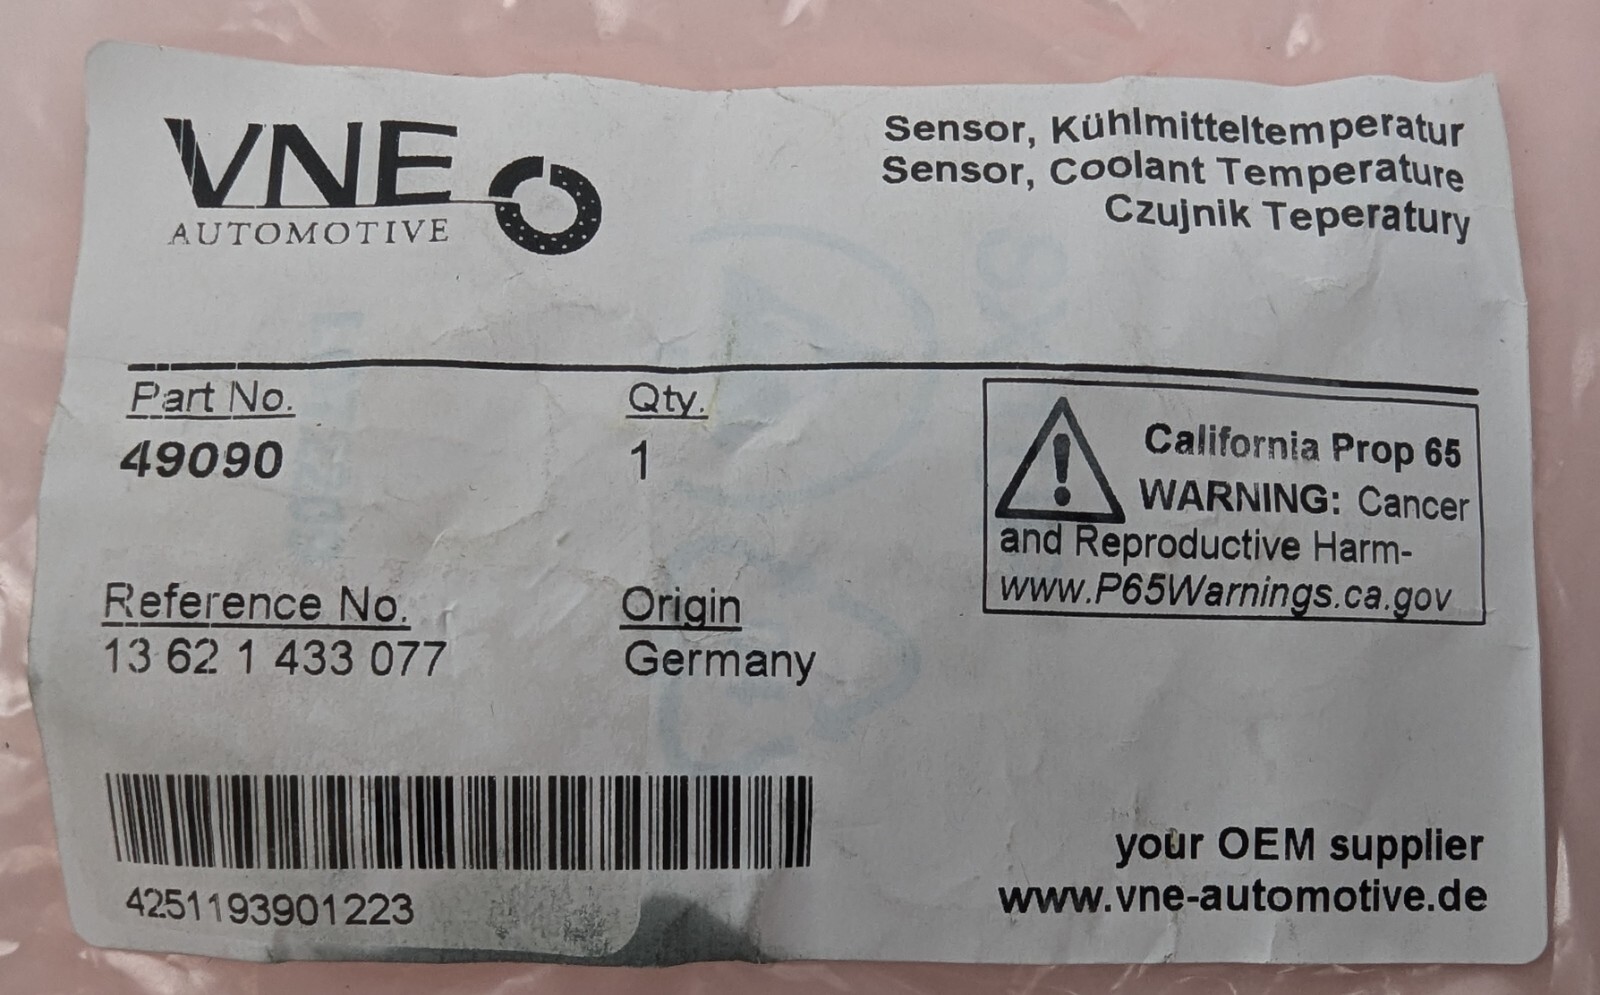 VNE
AUTOMOTIVE
Sensor, Kühlmitteltemperatur
Sensor, Coolant Temperature
Czujnik Teperatury
Part No.
49090
Qty.
1
California Prop 65
WARNING: Cancer
and Reproductive Harm-
www.P65Warnings.ca.gov
Reference No.
13 62 1 433 077
Origin
Germany
4251193901223
your OEM supplier
www.vne-automotive.de